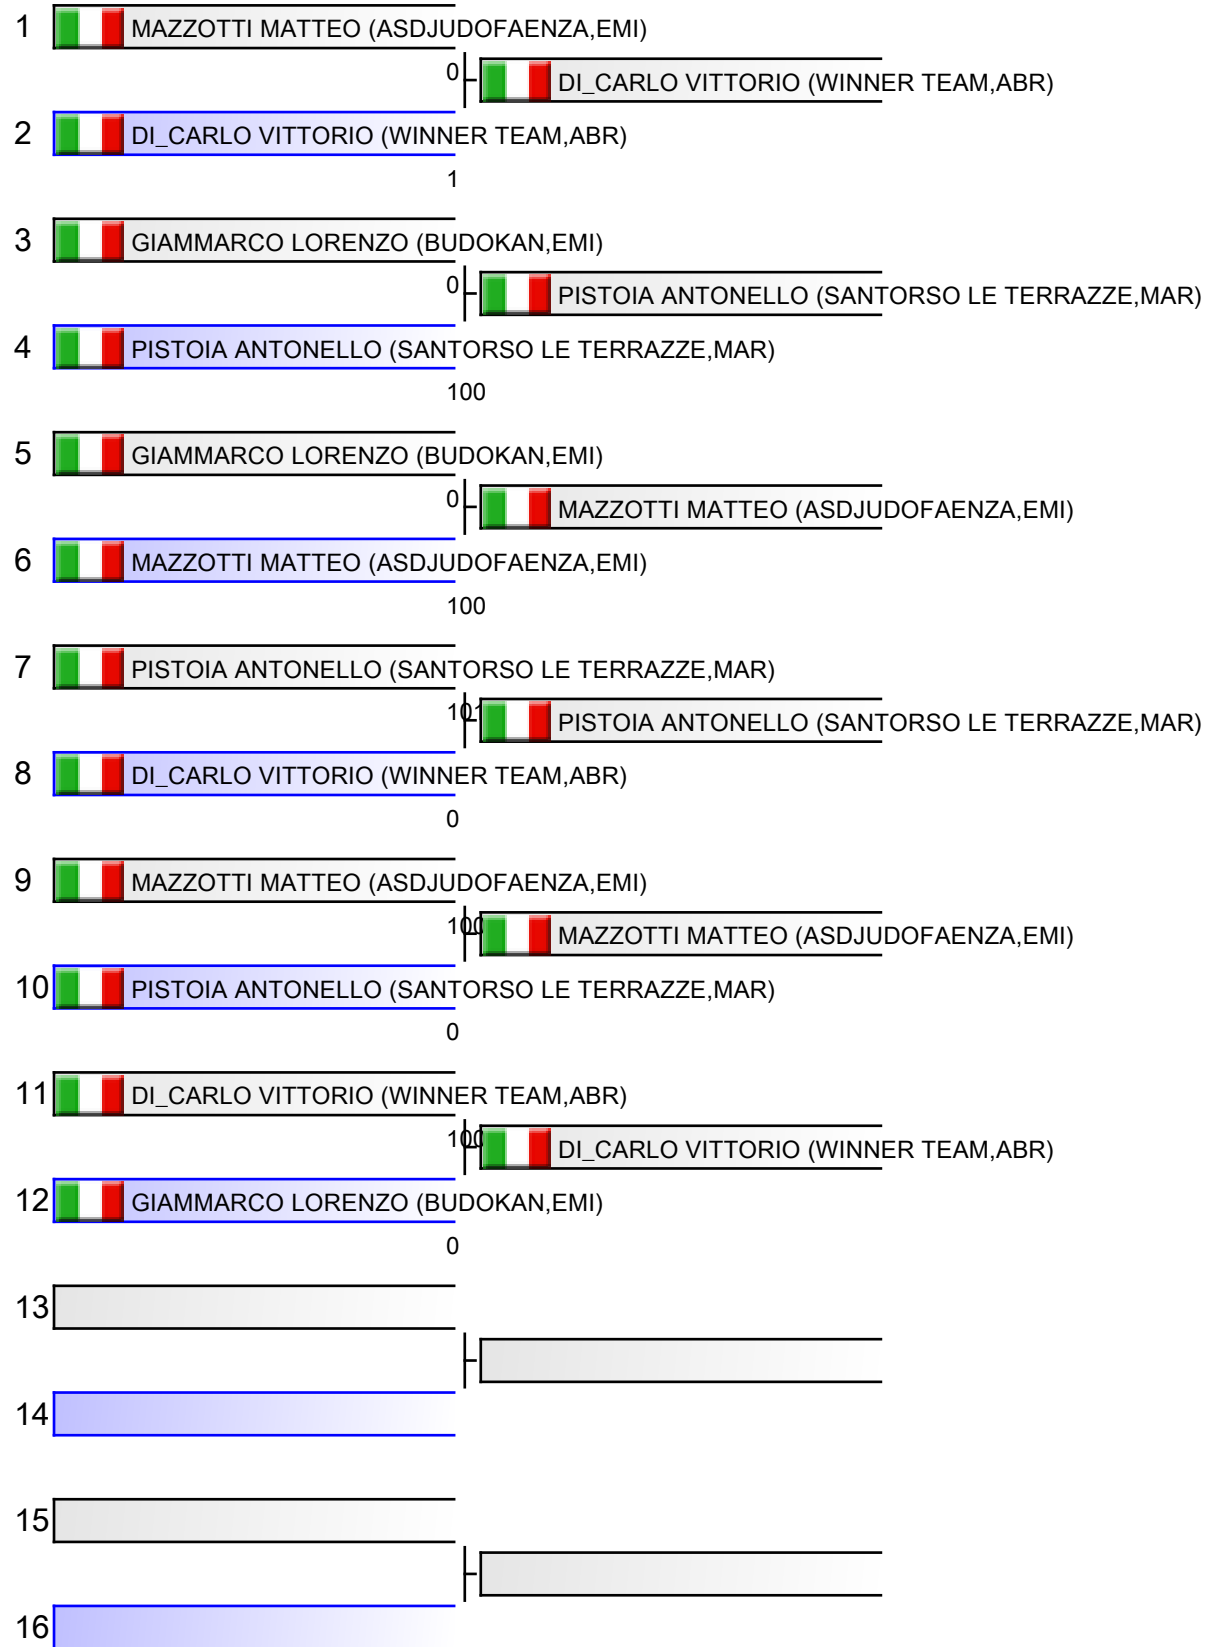 1 MAZZOTTI MATTEO (ASDJUDOFAENZA,EMI)
0 DI_CARLO VITTORIO (WINNER TEAM,ABR)
2 DI_CARLO VITTORIO (WINNER TEAM,ABR)
1
3 GIAMMARCO LORENZO (BUDOKAN,EMI)
0 PISTOIA ANTONELLO (SANTORSO LE TERRAZZE,MAR)
4 PISTOIA ANTONELLO (SANTORSO LE TERRAZZE,MAR)
100
5 GIAMMARCO LORENZO (BUDOKAN,EMI)
0 MAZZOTTI MATTEO (ASDJUDOFAENZA,EMI)
6 MAZZOTTI MATTEO (ASDJUDOFAENZA,EMI)
100
7 PISTOIA ANTONELLO (SANTORSO LE TERRAZZE,MAR)
101 PISTOIA ANTONELLO (SANTORSO LE TERRAZZE,MAR)
8 DI_CARLO VITTORIO (WINNER TEAM,ABR)
0
9 MAZZOTTI MATTEO (ASDJUDOFAENZA,EMI)
100 MAZZOTTI MATTEO (ASDJUDOFAENZA,EMI)
10 PISTOIA ANTONELLO (SANTORSO LE TERRAZZE,MAR)
0
11 DI_CARLO VITTORIO (WINNER TEAM,ABR)
100 DI_CARLO VITTORIO (WINNER TEAM,ABR)
12 GIAMMARCO LORENZO (BUDOKAN,EMI)
0
13
14
15
16